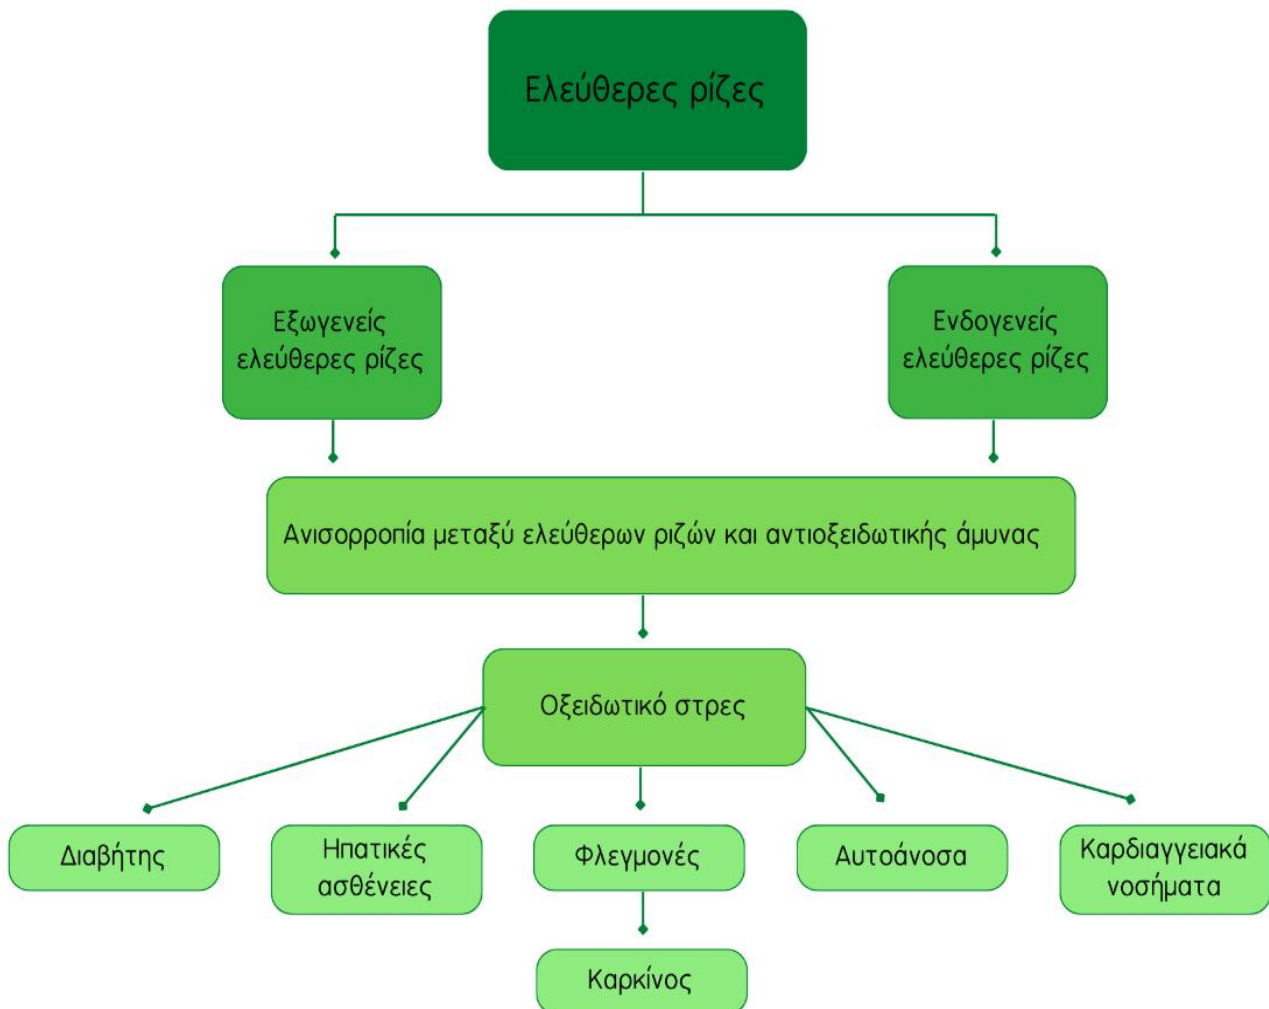 Ελεύθερες ρίζες
Εξωγενείς
ελεύθερες ρίζες
Ενδογενείς
ελεύθερες ρίζες
Ανισορροπία μεταξύ ελεύθερων ριζών και αντιοξειδωτικής άμυνας
Οξειδωτικό στρες
Διαβήτης
Ηπατικές
ασθένειες
Φλεγμονές
Αυτοάνοσα
Καρδιαγγειακά
νοσήματα
Καρκίνος